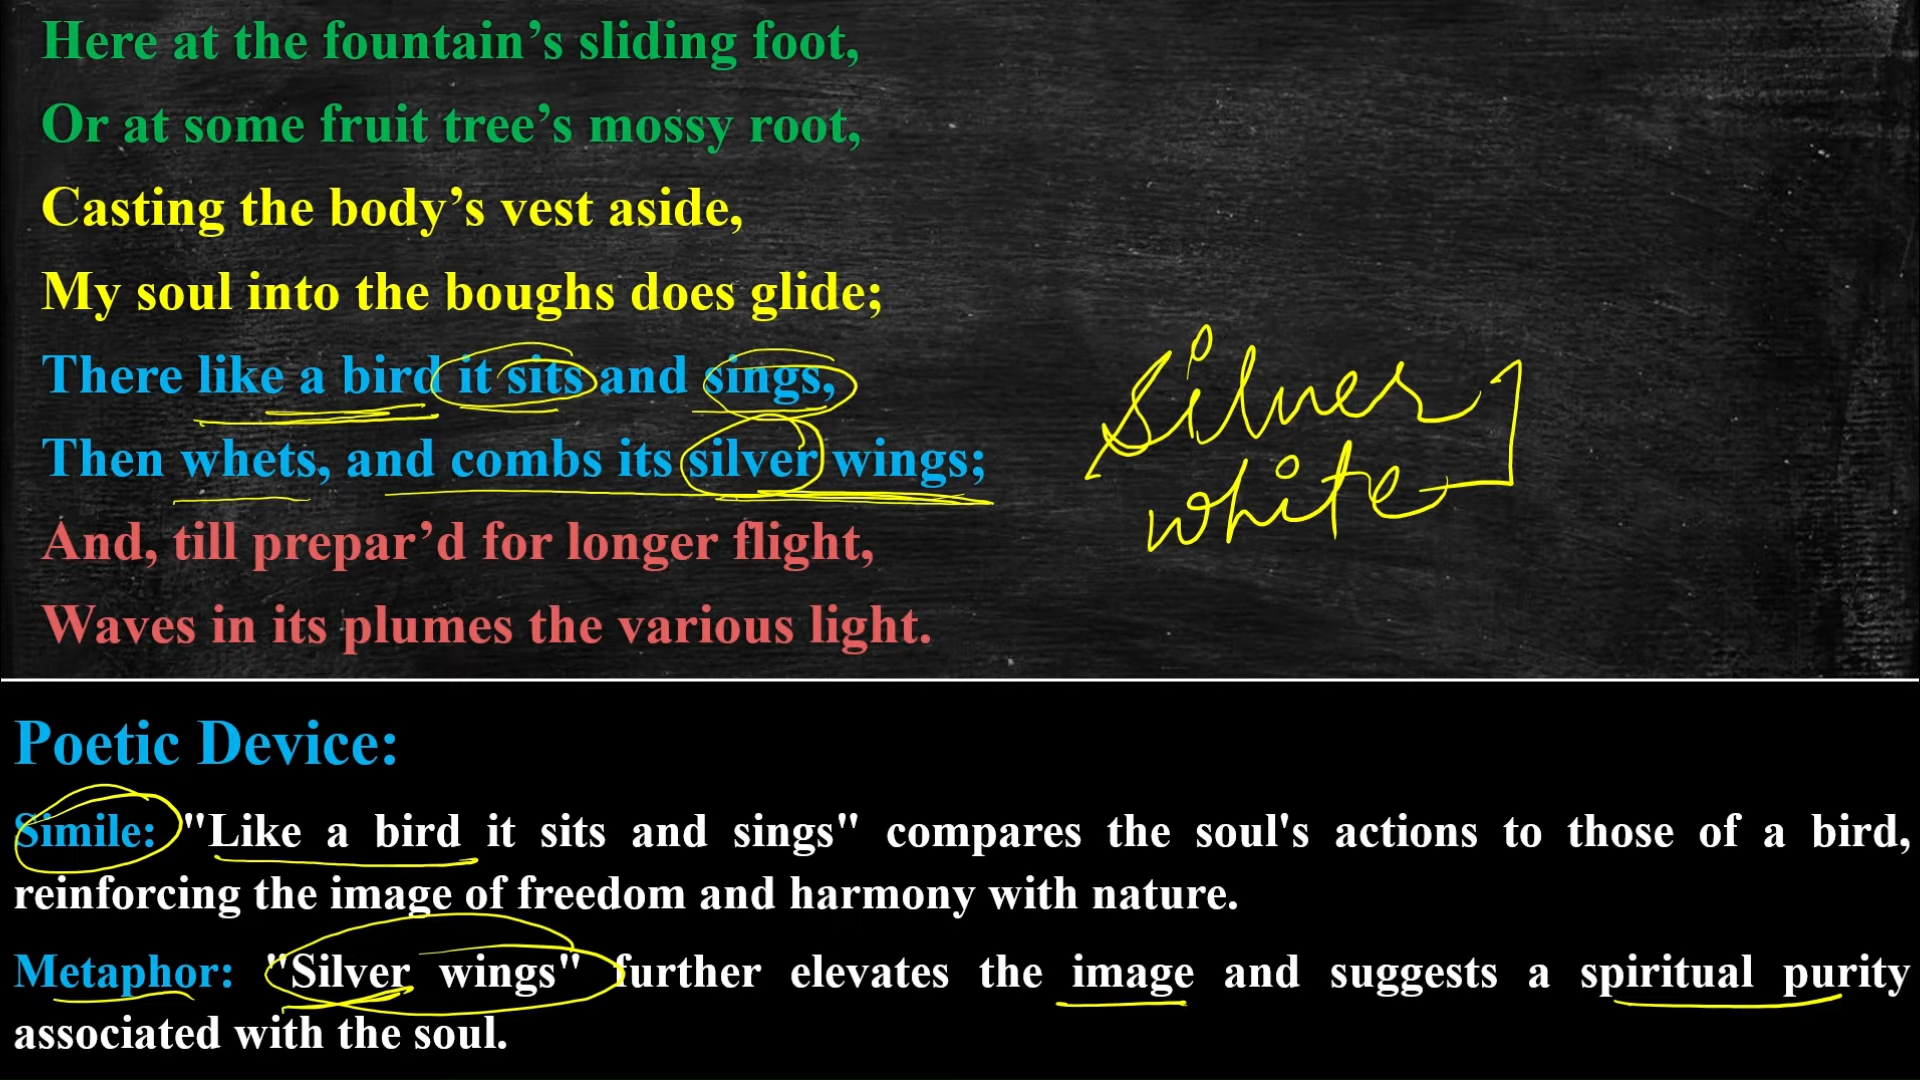 Here at the fountain’s sliding foot,
Or at some fruit tree’s mossy root,
Casting the body’s vest aside,
My soul into the boughs does glide;
There like a bird it sits and sings,
Then whets, and combs its silver wings;
And, till prepar’d for longer flight,
Waves in its plumes the various light.
Silver
white
Poetic Device:
Simile: "Like a bird it sits and sings" compares the soul's actions to those of a bird,
reinforcing the image of freedom and harmony with nature.
Metaphor: "Silver wings" further elevates the image and suggests a spiritual purity
associated with the soul.